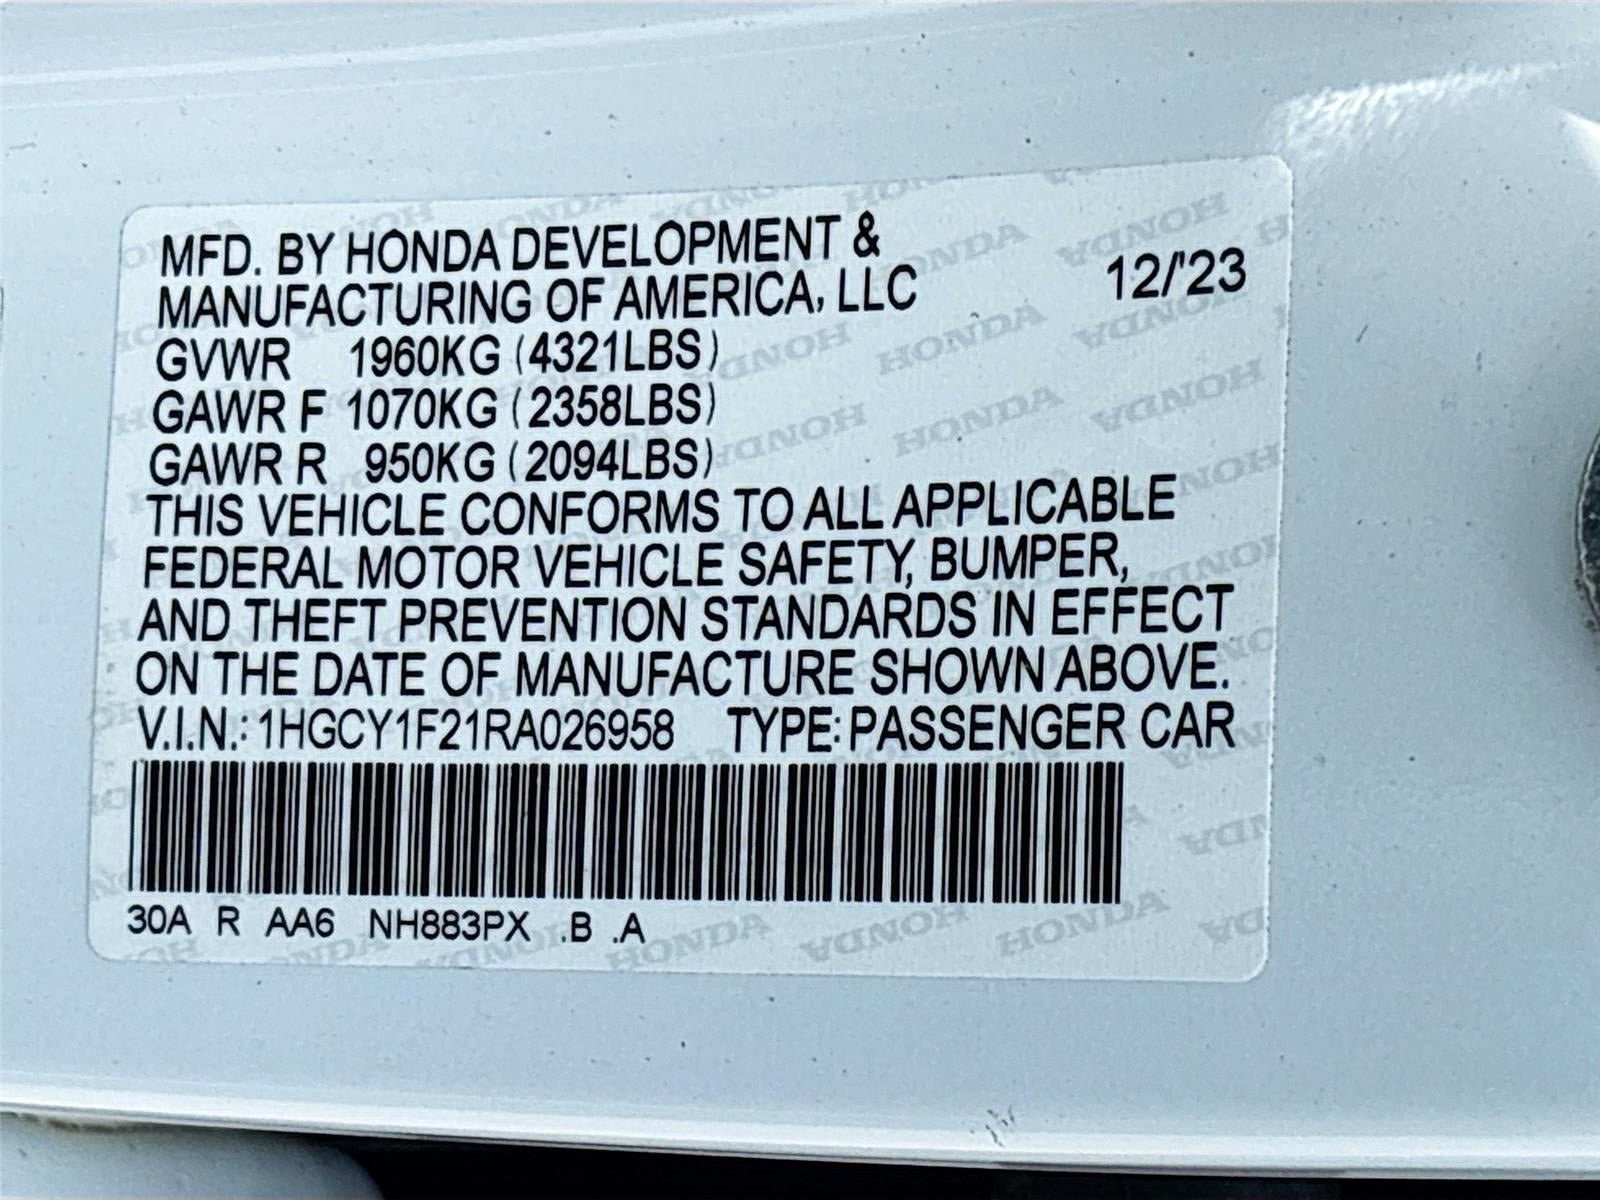 MFD. BY HONDA DEVELOPMENT &
MANUFACTURING OF AMERICA, LLC 12/'23
GVWR 1960KG (4321LBS)
GAWR F 1070KG (2358LBS)
GAWR R 950KG (2094LBS)
THIS VEHICLE CONFORMS TO ALL APPLICABLE
FEDERAL MOTOR VEHICLE SAFETY, BUMPER,
AND THEFT PREVENTION STANDARDS IN EFFECT
ON THE DATE OF MANUFACTURE SHOWN ABOVE.
V.I.N.: 1HGCY1F21RA026958 TYPE: PASSENGER CAR
30A R AA6 NH883PX .B .A